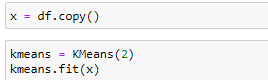 x = df.copy()
kmeans = KMeans(2)
kmeans.fit(x)